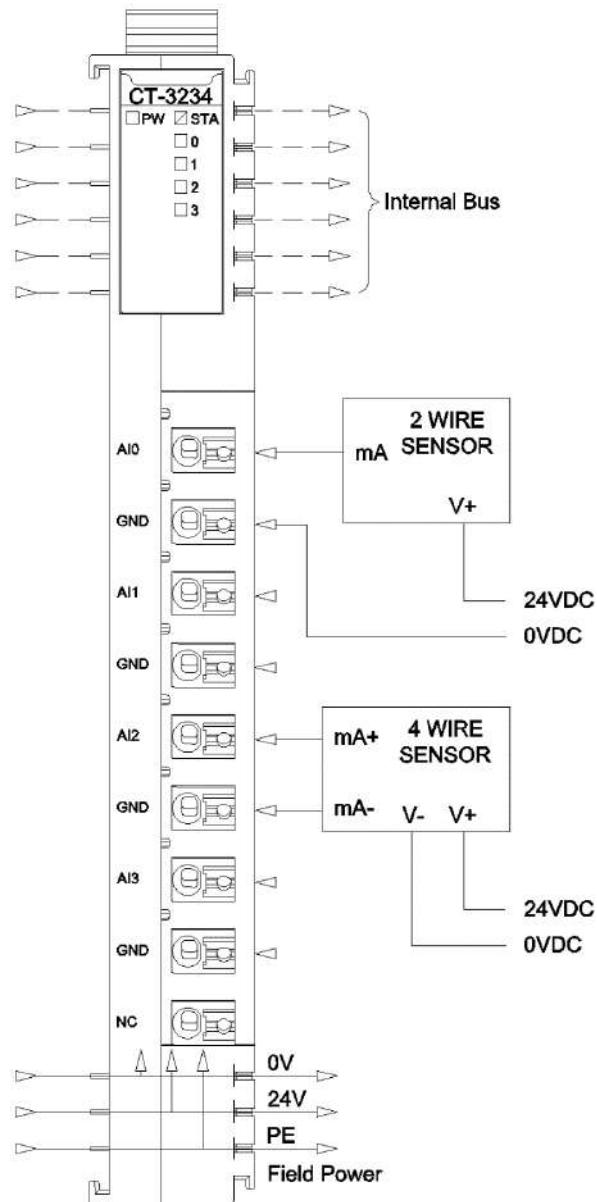 CT-3234
PW STA
0
1
2
3
Internal Bus
AI0
GND
AI1
GND
AI2
GND
AI3
GND
NC
2 WIRE
SENSOR
mA
V+
24VDC
0VDC
4 WIRE
SENSOR
mA+
mA-
V- V+
24VDC
0VDC
0V
24V
PE
Field Power